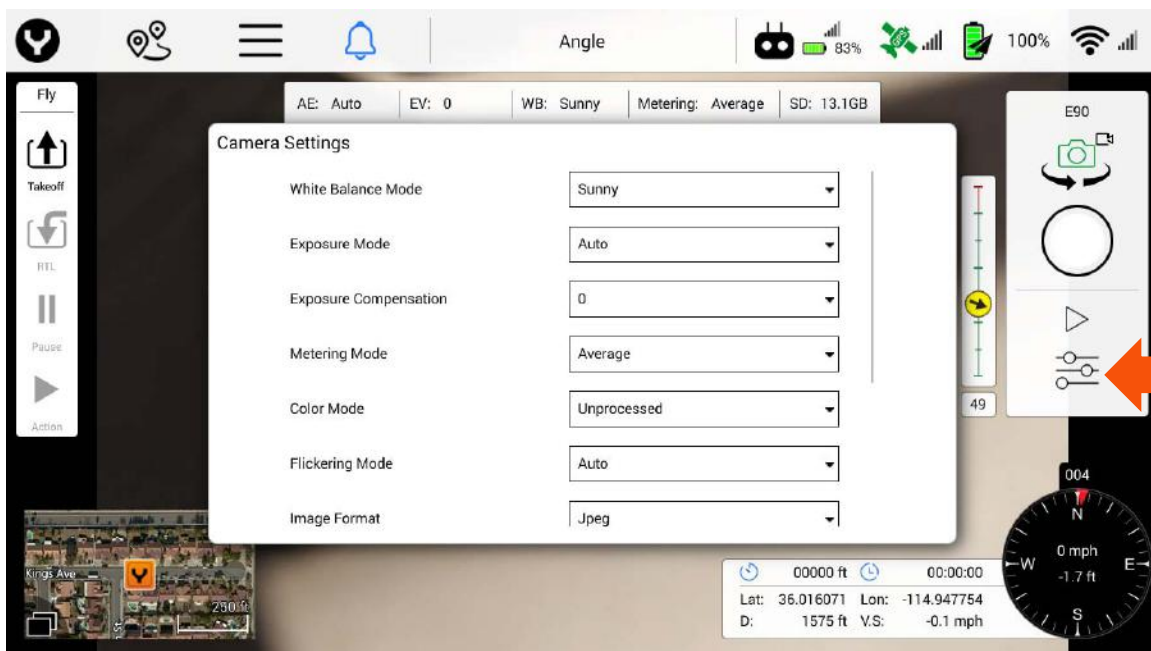 Angle
83%
100%
Fly
Takeoff
RTL
Pause
Action
AE: Auto
EV: 0
WB: Sunny
Metering: Average
SD: 13.1GB
Camera Settings
White Balance Mode Sunny
Exposure Mode Auto
Exposure Compensation 0
Metering Mode Average
Color Mode Unprocessed
Flickering Mode Auto
Image Format Jpeg
E90
49
004
N
W
E
S
0 mph
-1.7 ft
Kings Ave
250 ft
00000 ft 00:00:00
Lat: 36.016071 Lon: -114.947754
D: 1575 ft V.S: -0.1 mph